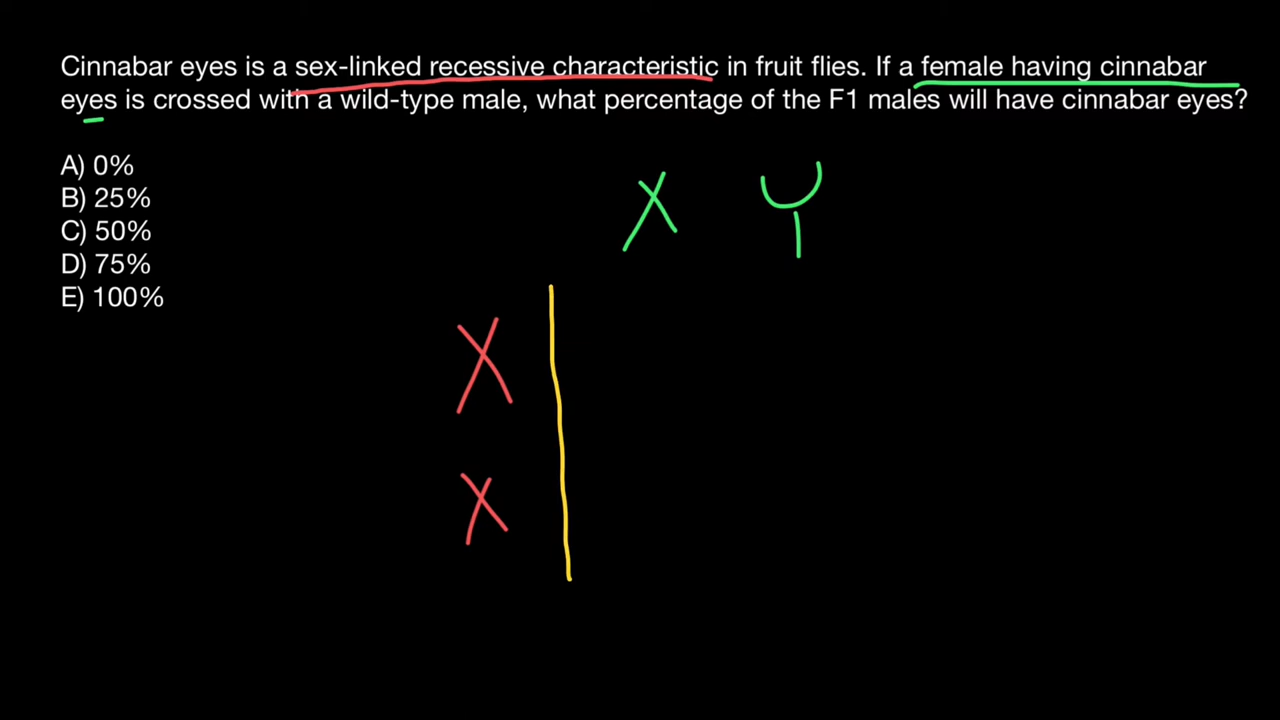 Cinnabar eyes is a sex-linked recessive characteristic in fruit flies. If a female having cinnabar
eyes is crossed with a wild-type male, what percentage of the F1 males will have cinnabar eyes?
A) 0%
B) 25%
C) 50%
D) 75%
E) 100%
X Y
X
X